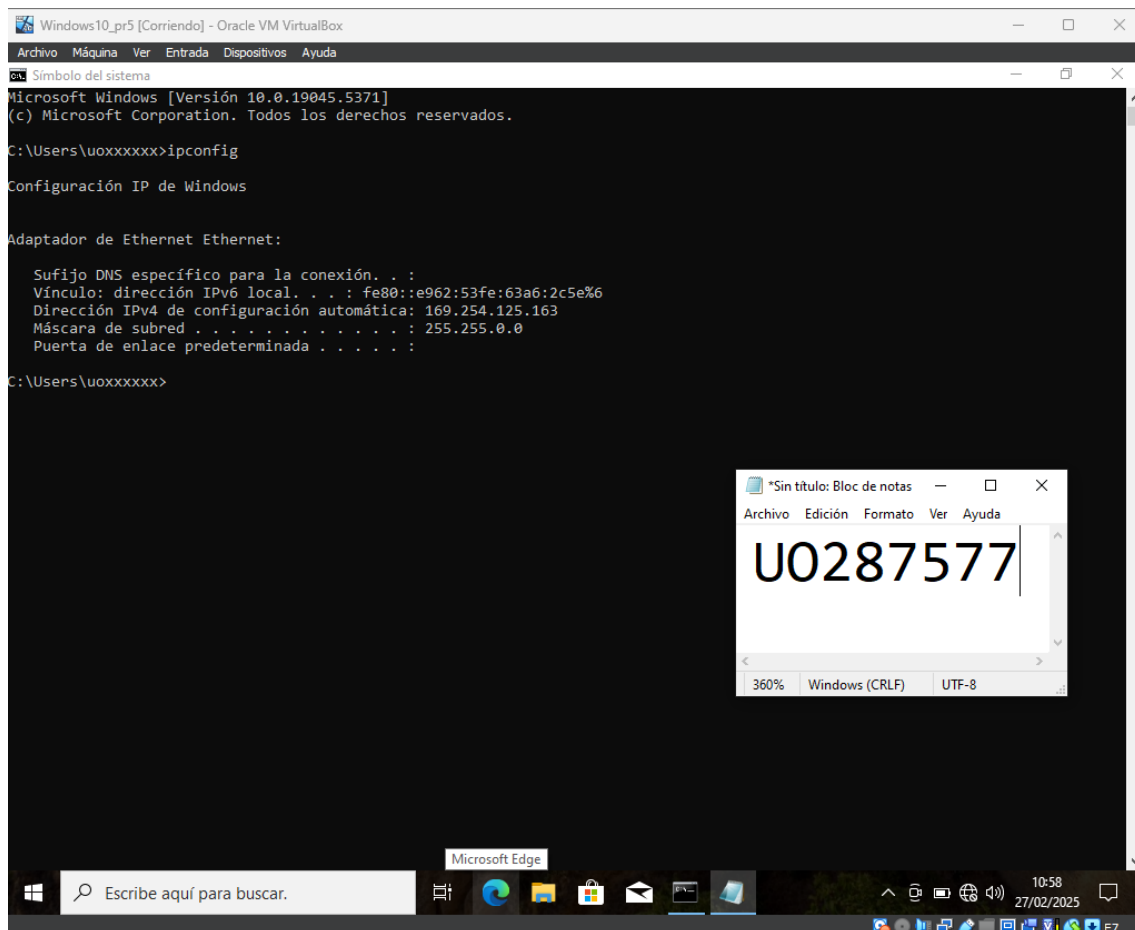 Windows10_pr5 [Corriendo] - Oracle VM VirtualBox
Archivo Máquina Ver Entrada Dispositivos Ayuda
Símbolo del sistema
Microsoft Windows [Versión 10.0.19045.5371]
(c) Microsoft Corporation. Todos los derechos reservados.
C:\Users\uoxxxxxx>ipconfig
Configuración IP de Windows
Adaptador de Ethernet Ethernet:
Sufijo DNS específico para la conexión. . :
Vínculo: dirección IPv6 local. . . : fe80::e962:53fe:63a6:2c5e%6
Dirección IPv4 de configuración automática: 169.254.125.163
Máscara de subred . . . . . . . . . . . . : 255.255.0.0
Puerta de enlace predeterminada . . . . . :
C:\Users\uoxxxxxx>
*Sin título: Bloc de notas
Archivo Edición Formato Ver Ayuda
UO287577
360% Windows (CRLF) UTF-8
Microsoft Edge
Escribe aquí para buscar.
10:58
27/02/2025